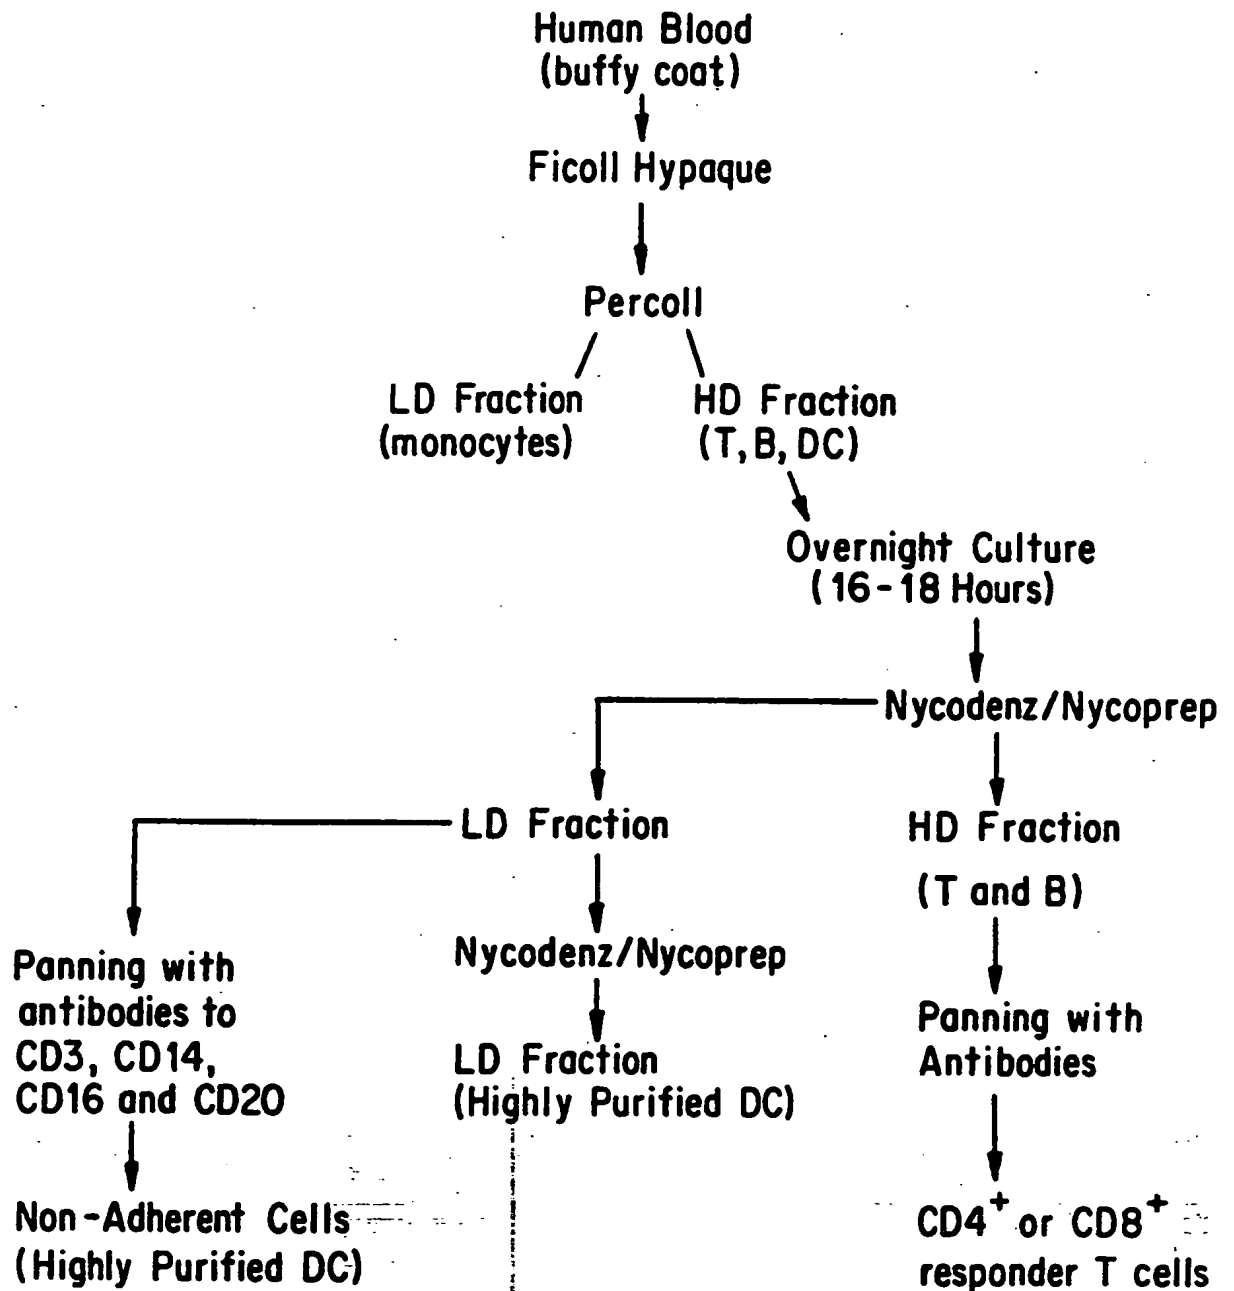 Human Blood
(buffy coat)
Ficoll Hypaque
Percoll
LD Fraction
(monocytes)
HD Fraction
(T, B, DC)
Overnight Culture
(16-18 Hours)
Nycodenz/Nycoprep
LD Fraction
HD Fraction
(T and B)
Panning with
antibodies to
CD3, CD14,
CD16 and CD20
Nycodenz/Nycoprep
LD Fraction
(Highly Purified DC)
Panning with
Antibodies
Non-Adherent Cells
(Highly Purified DC)
CD4⁺ or CD8⁺
responder T cells